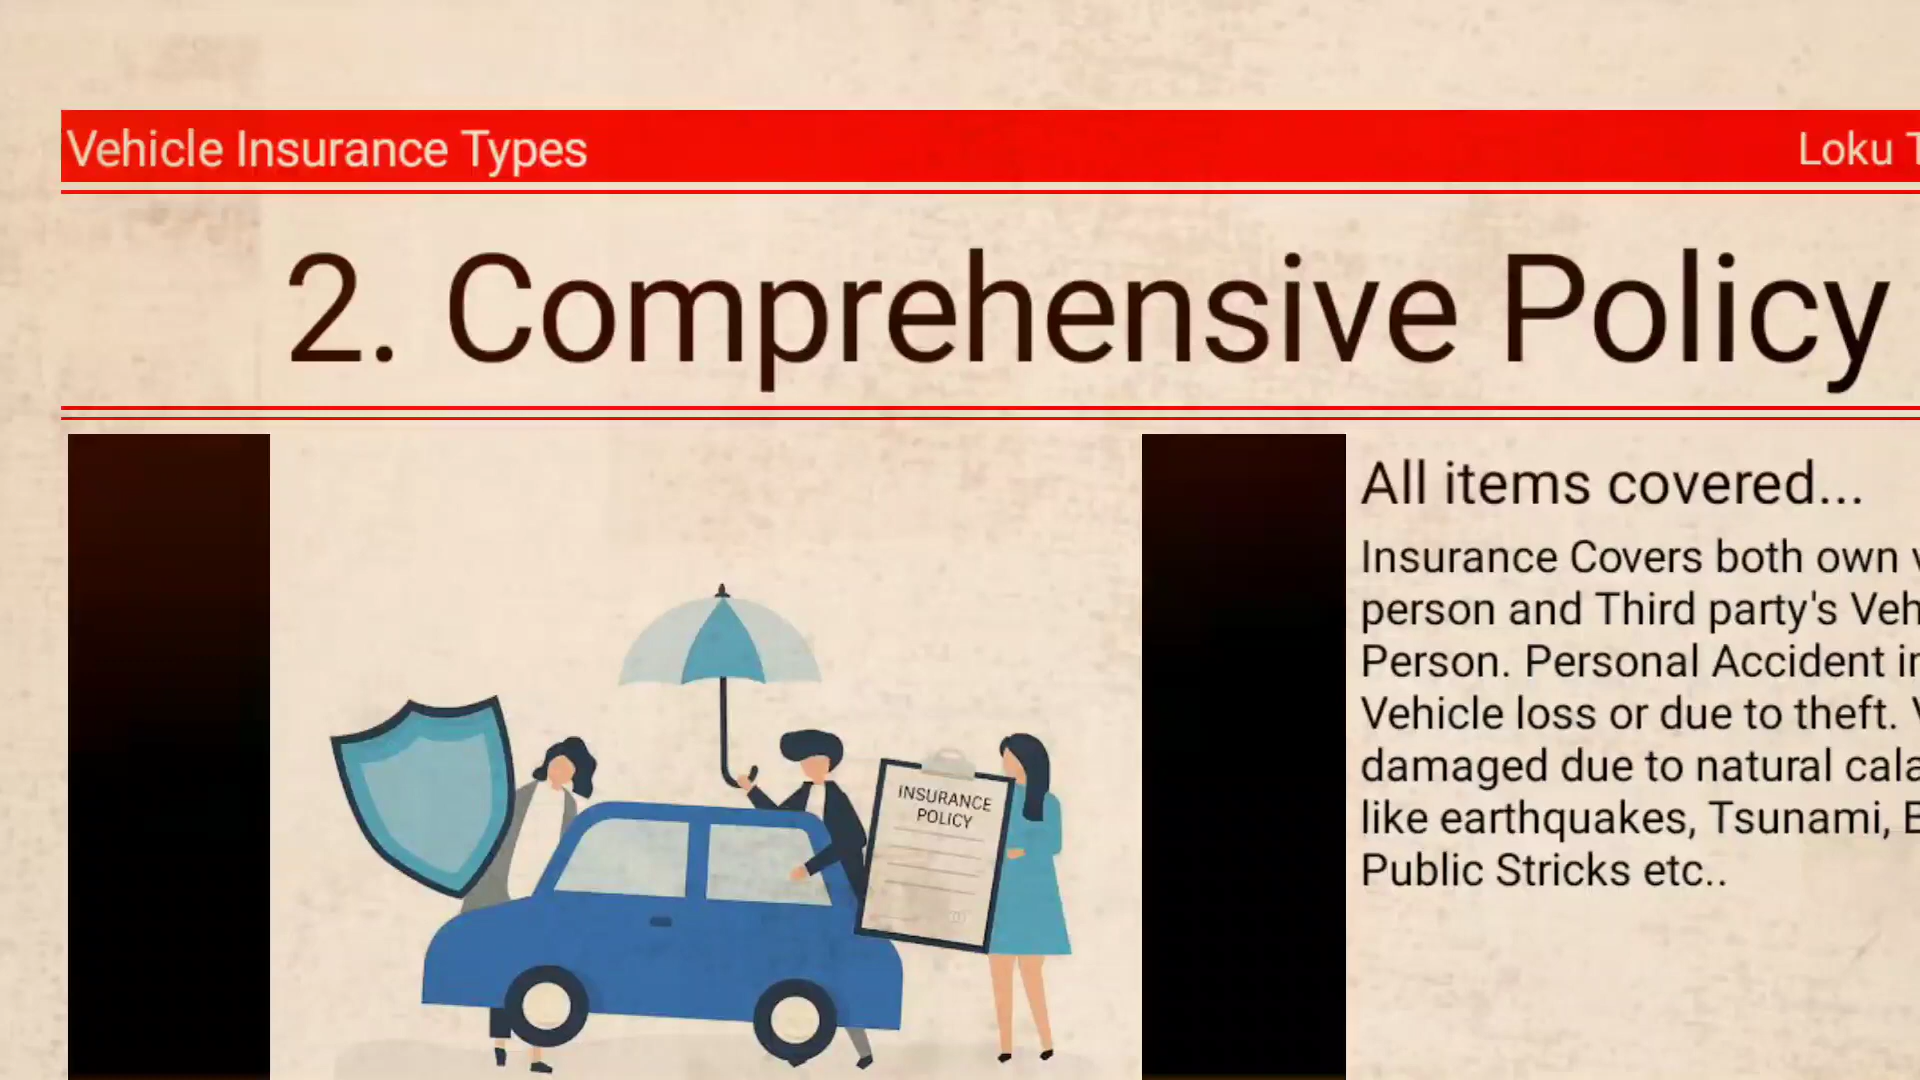 Vehicle Insurance Types
Loku
2. Comprehensive Policy
All items covered...
Insurance Covers both own
person and Third party's
Person. Personal Accident
Vehicle loss or due to theft.
damaged due to natural
like earthquakes, Tsunami,
Public Stricks etc..
INSURANCE
POLICY